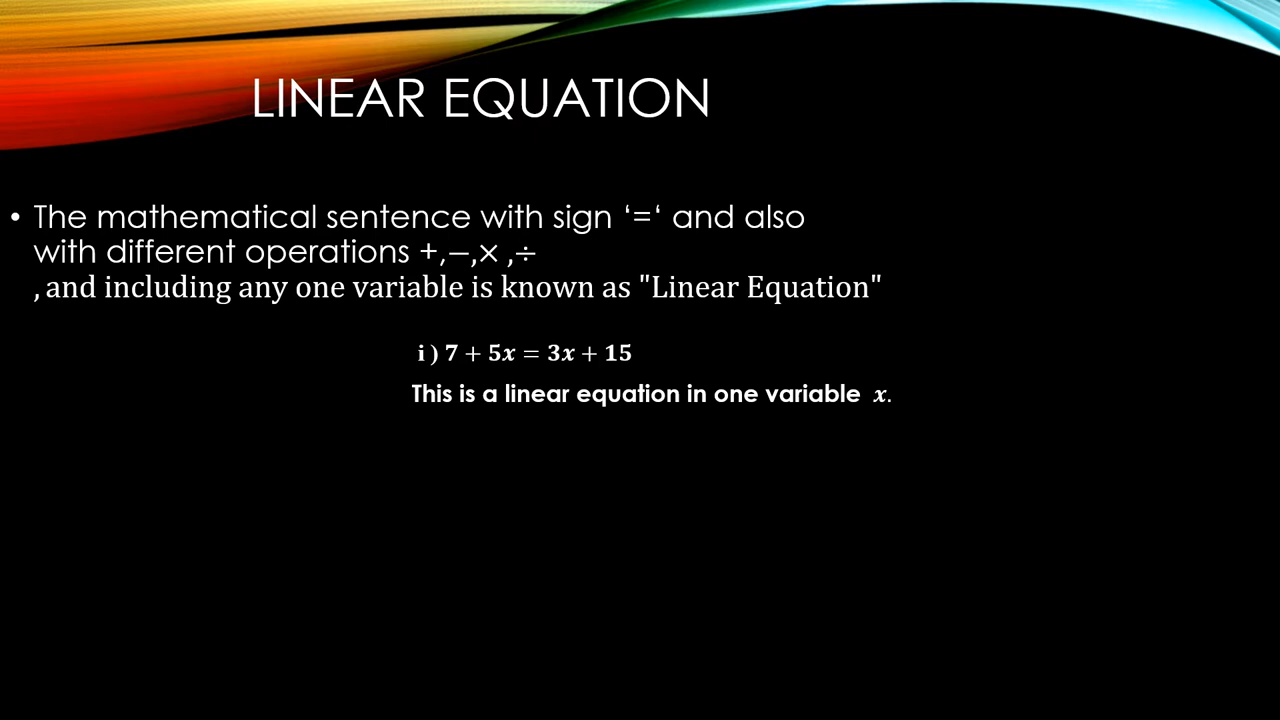 LINEAR EQUATION
• The mathematical sentence with sign ‘=‘ and also
with different operations +,−,× ,÷
, and including any one variable is known as "Linear Equation"
i ) 7 + 5x = 3x + 15
This is a linear equation in one variable x.